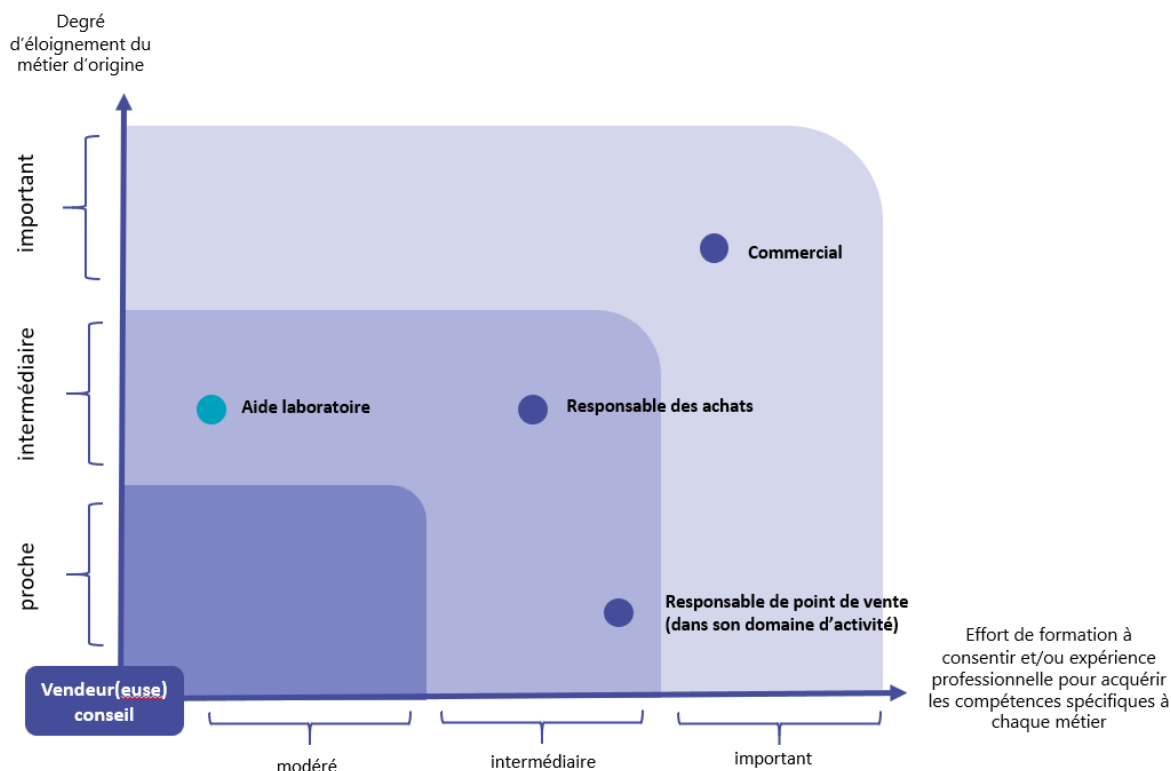 Degré
d'éloignement du
métier d'origine
important
Commercial
intermédiaire
Aide laboratoire
Responsable des achats
proche
Responsable de point de vente
(dans son domaine d'activité)
Effort de formation à
consentir et/ou expérience
professionnelle pour acquérir
les compétences spécifiques à
chaque métier
Vendeur(euse)
conseil
modéré
intermédiaire
important